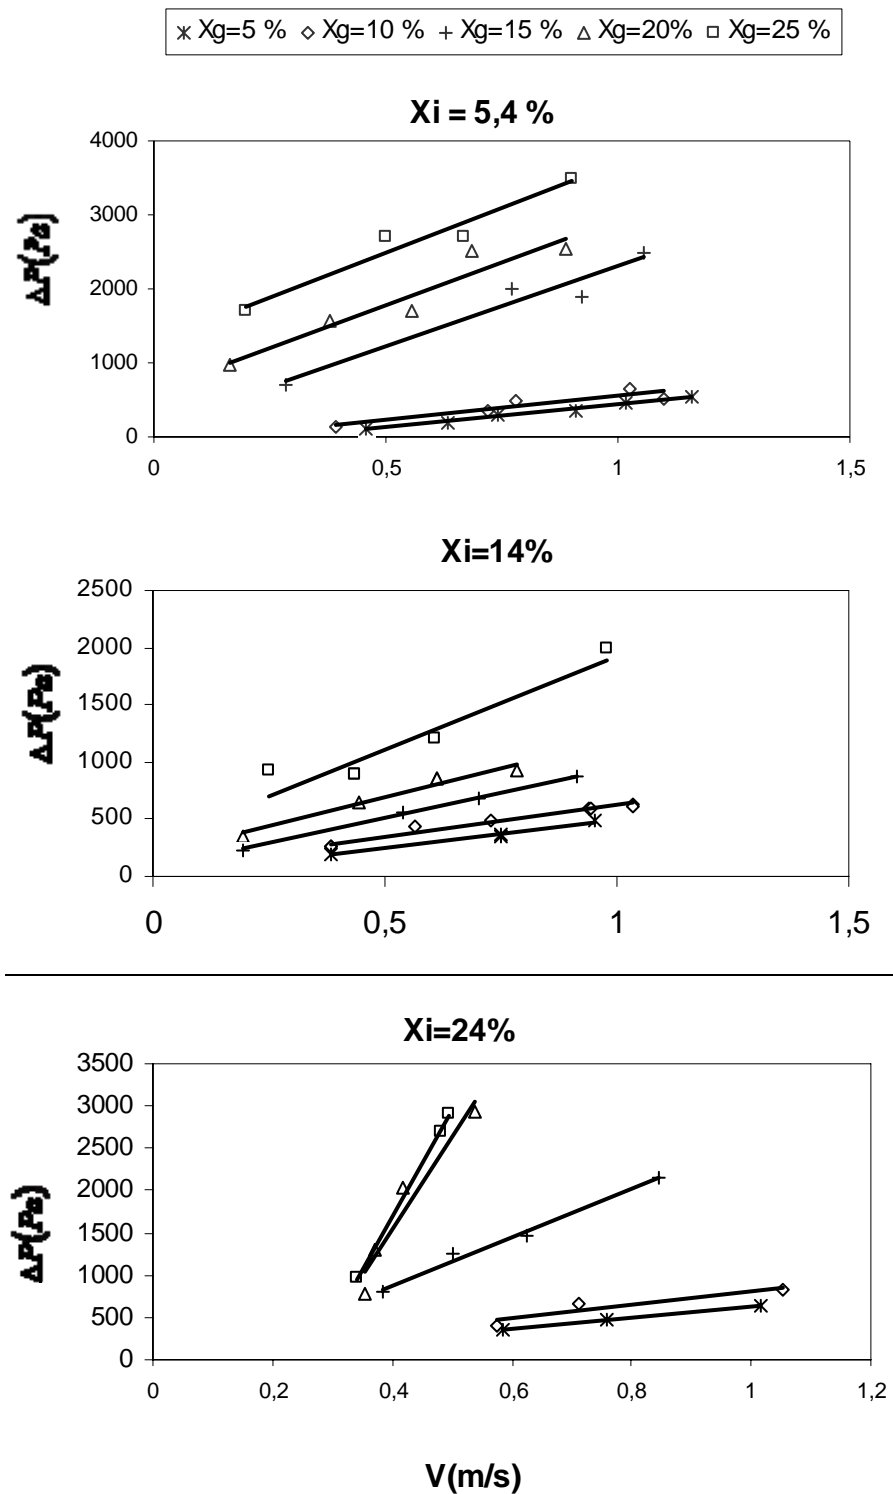 Xg=5 % Xg=10 % Xg=15 % Xg=20% Xg=25 %
Xi = 5,4 %
4000
3000
2000
1000
0
ΔP(Pa)
0 0,5 1 1,5
Xi=14%
2500
2000
1500
1000
500
0
ΔP(Pa)
0 0,5 1 1,5
Xi=24%
3500
3000
2500
2000
1500
1000
500
0
ΔP(Pa)
0 0,2 0,4 0,6 0,8 1 1,2
V(m/s)